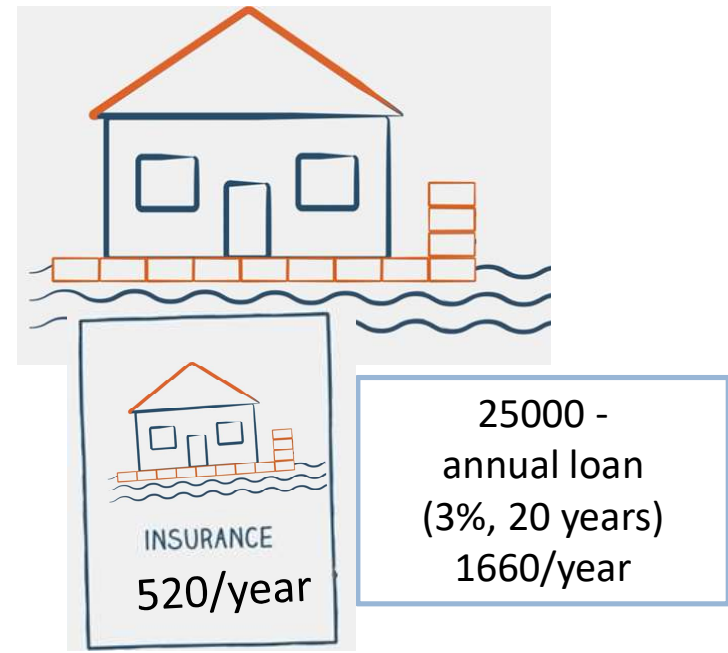 INSURANCE
520/year
25000 -
annual loan
(3%, 20 years)
1660/year